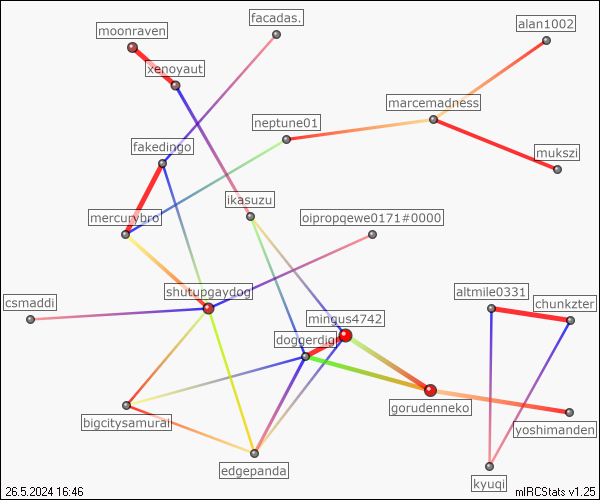 facadas.
moonraven
alan1002
xenoyaut
marcemadness
neptune01
fakedingo
mukszi
ikasuzu
mercurybro
oipropqewe0171#0000
shutupgaydog
altmile0331
csmaddi
chunkzter
mingus4742
doggerdigi
gorudenneko
bigcitysamurai
yoshimanden
edgepanda
kyuqi
26.5.2024 16:46
mIRCStats v1.25